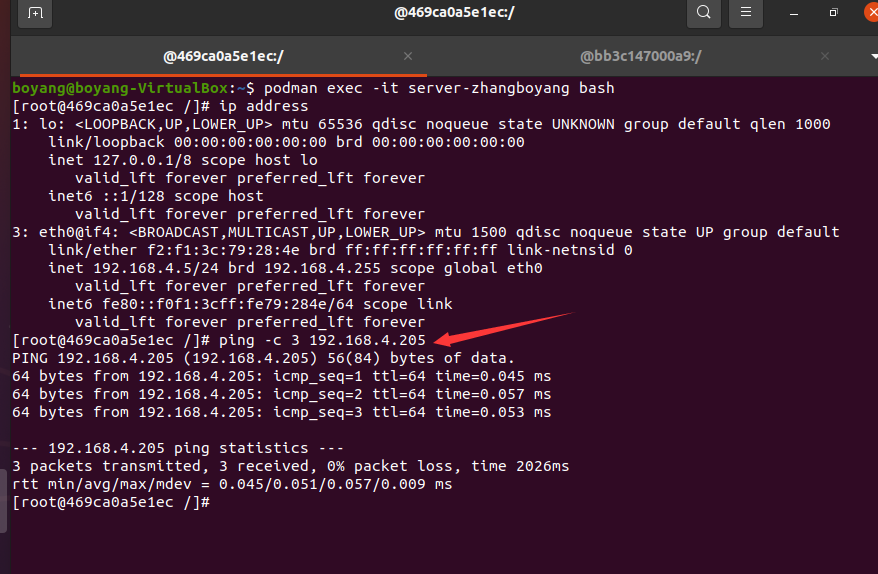 @469ca0a5e1ec:/
@469ca0a5e1ec:/
@bb3c147000a9:/
boyang@boyang-VirtualBox:~$ podman exec -it server-zhangboyang bash
[root@469ca0a5e1ec /]# ip address
1: lo: <LOOPBACK,UP,LOWER_UP> mtu 65536 qdisc noqueue state UNKNOWN group default qlen 1000
    link/loopback 00:00:00:00:00:00 brd 00:00:00:00:00:00
    inet 127.0.0.1/8 scope host lo
       valid_lft forever preferred_lft forever
    inet6 ::1/128 scope host
       valid_lft forever preferred_lft forever
3: eth0@if4: <BROADCAST,MULTICAST,UP,LOWER_UP> mtu 1500 qdisc noqueue state UP group default
    link/ether f2:f1:3c:79:28:4e brd ff:ff:ff:ff:ff:ff link-netnsid 0
    inet 192.168.4.5/24 brd 192.168.4.255 scope global eth0
       valid_lft forever preferred_lft forever
    inet6 fe80::f0f1:3cff:fe79:284e/64 scope link
       valid_lft forever preferred_lft forever
[root@469ca0a5e1ec /]# ping -c 3 192.168.4.205
PING 192.168.4.205 (192.168.4.205) 56(84) bytes of data.
64 bytes from 192.168.4.205: icmp_seq=1 ttl=64 time=0.045 ms
64 bytes from 192.168.4.205: icmp_seq=2 ttl=64 time=0.057 ms
64 bytes from 192.168.4.205: icmp_seq=3 ttl=64 time=0.053 ms

--- 192.168.4.205 ping statistics ---
3 packets transmitted, 3 received, 0% packet loss, time 2026ms
rtt min/avg/max/mdev = 0.045/0.051/0.057/0.009 ms
[root@469ca0a5e1ec /]#